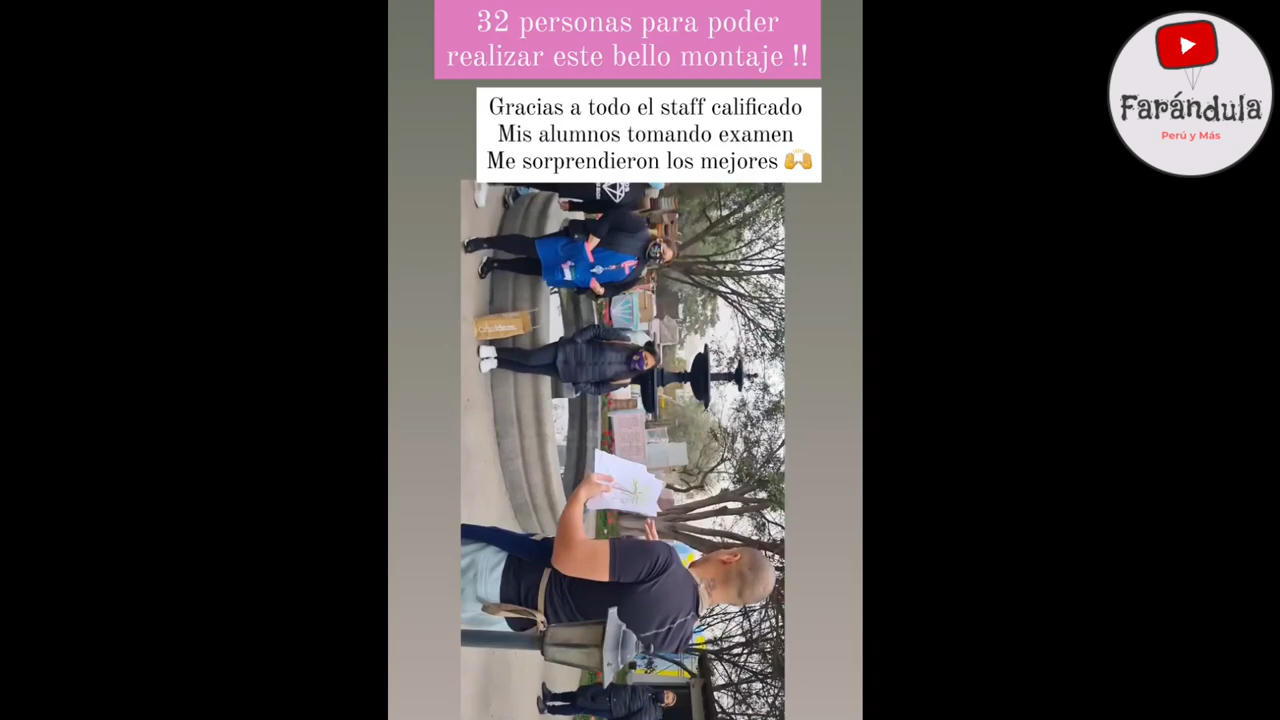 32 personas para poder
realizar este bello montaje !!
Gracias a todo el staff calificado
Mis alumnos tomando examen
Me sorprendieron los mejores 🙌
Farándula
Perú y Más